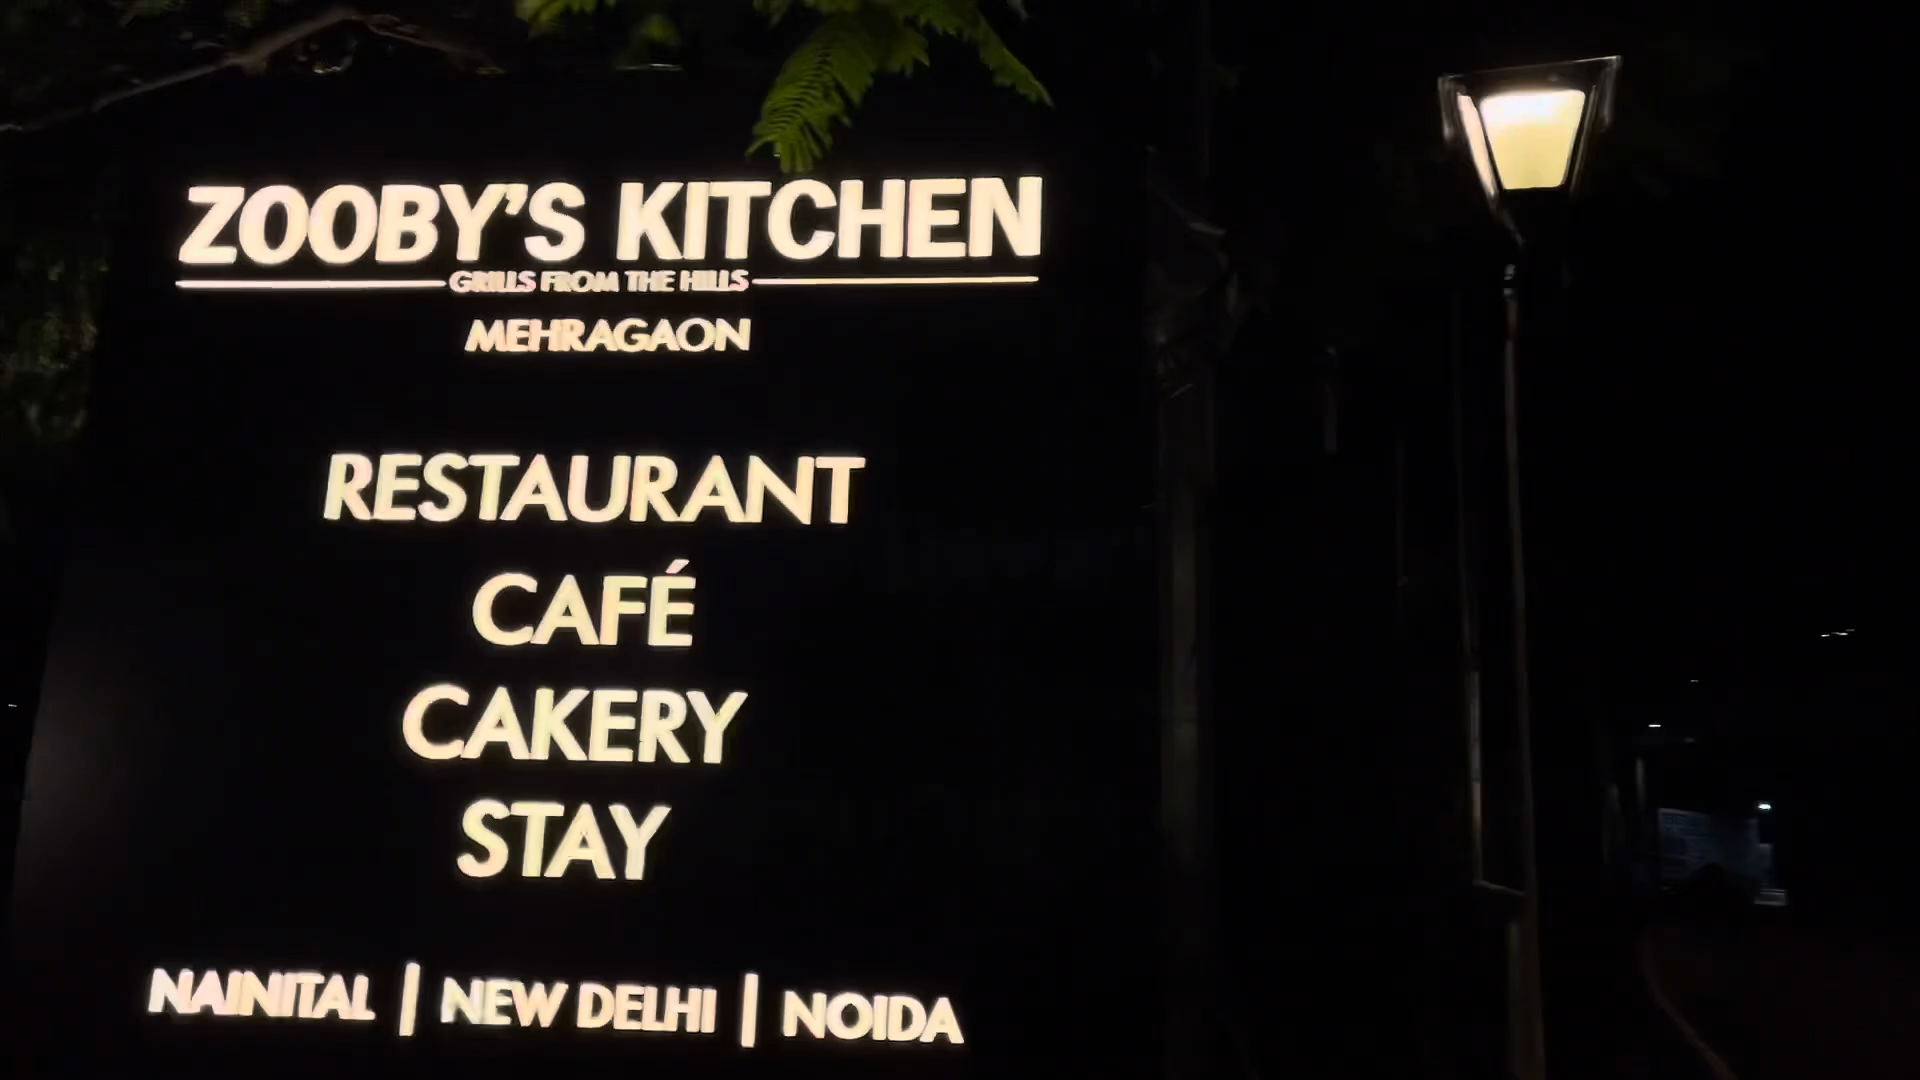 ZOOBY'S KITCHEN
GRILLS FROM THE HILLS
MEHRAGAON
RESTAURANT
CAFÉ
CAKERY
STAY
NAINITAL | NEW DELHI | NOIDA